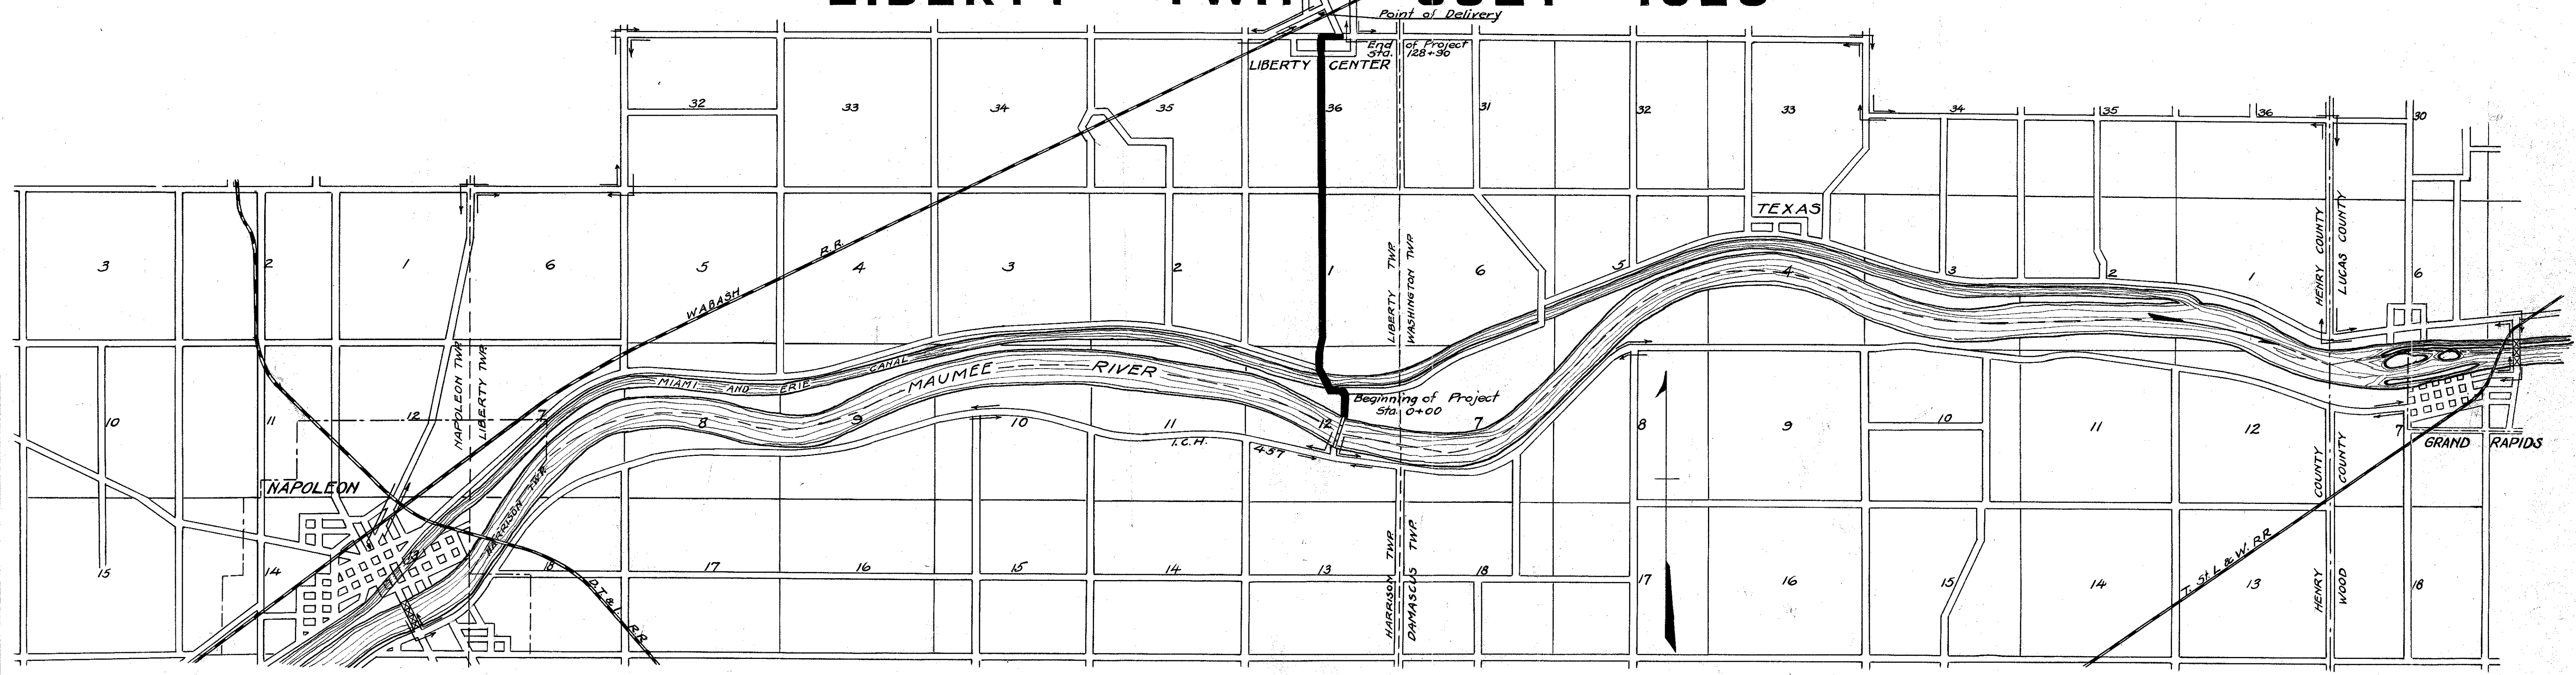 LIBERTY TWP. JULY
Point of Delivery
End of Project
Sta. 128+90
LIBERTY CENTER
32 33 34 35 36 31 32 33 34 35 36 30
TEXAS
R.R.
WABASH
3 2 1 6 5 4 3 2 1 6 5 4 3 2 1 6
LIBERTY TWP.
WASHINGTON TWP.
HENRY COUNTY
LUCAS COUNTY
NAPOLEON TWP.
LIBERTY TWP.
MIAMI AND ERIE CANAL
MAUMEE RIVER
Beginning of Project
Sta. 0+00
10 11 12 7 8 9 10 11 12 7 8 9 10 11 12 7
I.C.H. 457
GRAND RAPIDS
HENRY COUNTY
WOOD COUNTY
NAPOLEON
HARRISON TWP.
HARRISON TWP.
DAMASCUS TWP.
T. St. L. & W. RR
15 14 13 18 17 16 15 14 13 18 17 16 15 14 13 18
D.T. & I. R.R.